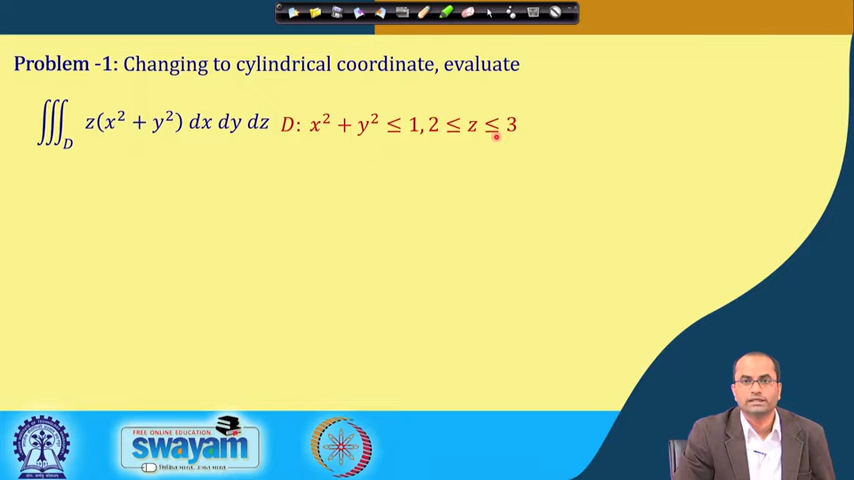 Problem -1: Changing to cylindrical coordinate, evaluate
∭_D z(x² + y²) dx dy dz D: x² + y² ≤ 1, 2 ≤ z ≤ 3
FREE ONLINE EDUCATION
swayam